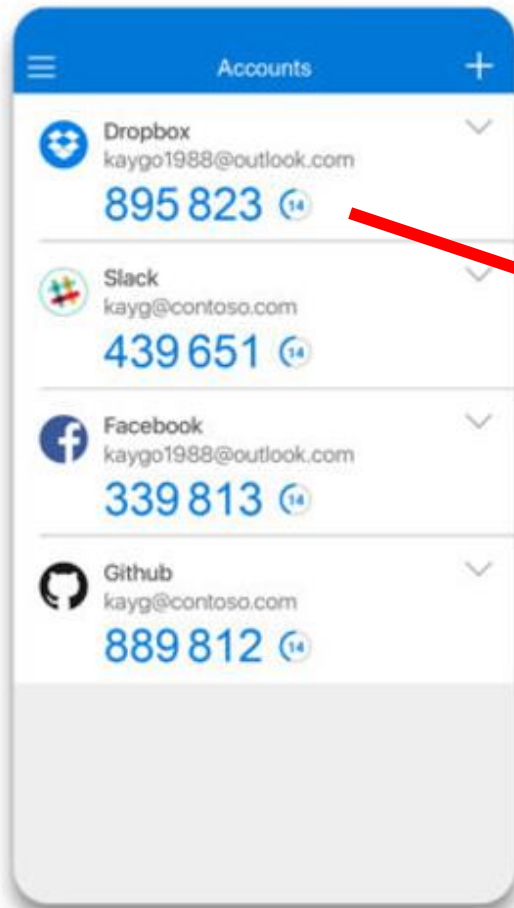 Accounts
Dropbox
kaygo1988@outlook.com
895 823 14
Slack
kayg@contoso.com
439 651 14
Facebook
kaygo1988@outlook.com
339 813 14
Github
kayg@contoso.com
889 812 14